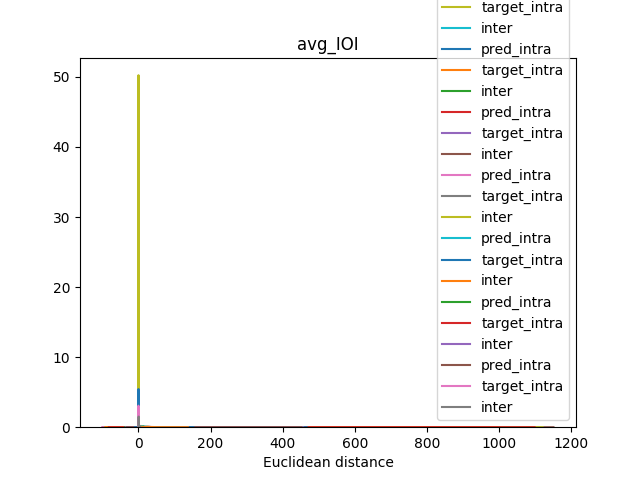 target_intra
inter
avg_IOI
pred_intra
target_intra
inter
pred_intra
target_intra
inter
pred_intra
target_intra
inter
pred_intra
target_intra
inter
pred_intra
target_intra
inter
pred_intra
target_intra
inter
50
40
30
20
10
0
0 200 400 600 800 1000 1200
Euclidean distance